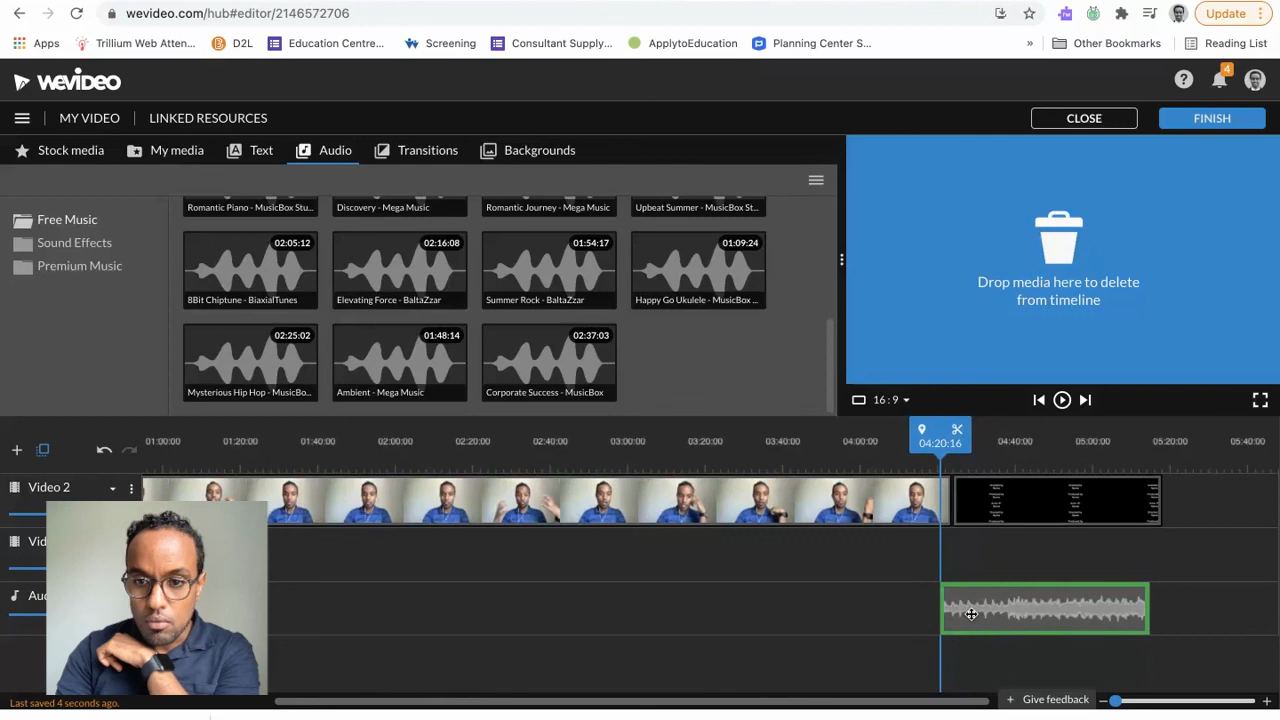 wevideo.com/hub#editor/2146572706
Update
Apps
Trillium Web Atten...
D2L
Education Centre...
Screening
Consultant Supply...
ApplytoEducation
Planning Center S...
»
Other Bookmarks
Reading List
WEVIDEO
4
MY VIDEO
LINKED RESOURCES
CLOSE
FINISH
Stock media
My media
Text
Audio
Transitions
Backgrounds
Free Music
Sound Effects
Premium Music
Romantic Piano - MusicBox Stu...
Discovery - Mega Music
Romantic Journey - Mega Music
Upbeat Summer - MusicBox St...
02:05:12
8Bit Chiptune - BiaxialTunes
02:16:08
Elevating Force - BaltaZzar
01:54:17
Summer Rock - BaltaZzar
01:09:24
Happy Go Ukulele - MusicBox ...
02:25:02
Mysterious Hip Hop - MusicBo...
01:48:14
Ambient - Mega Music
02:37:03
Corporate Success - MusicBox
Drop media here to delete
from timeline
16:9
01:00:00
01:20:00
01:40:00
02:00:00
02:20:00
02:40:00
03:00:00
03:20:00
03:40:00
04:00:00
04:20:16
04:40:00
05:00:00
05:20:00
05:40:00
Video 2
Vid
Au
Last saved 4 seconds ago.
+ Give feedback